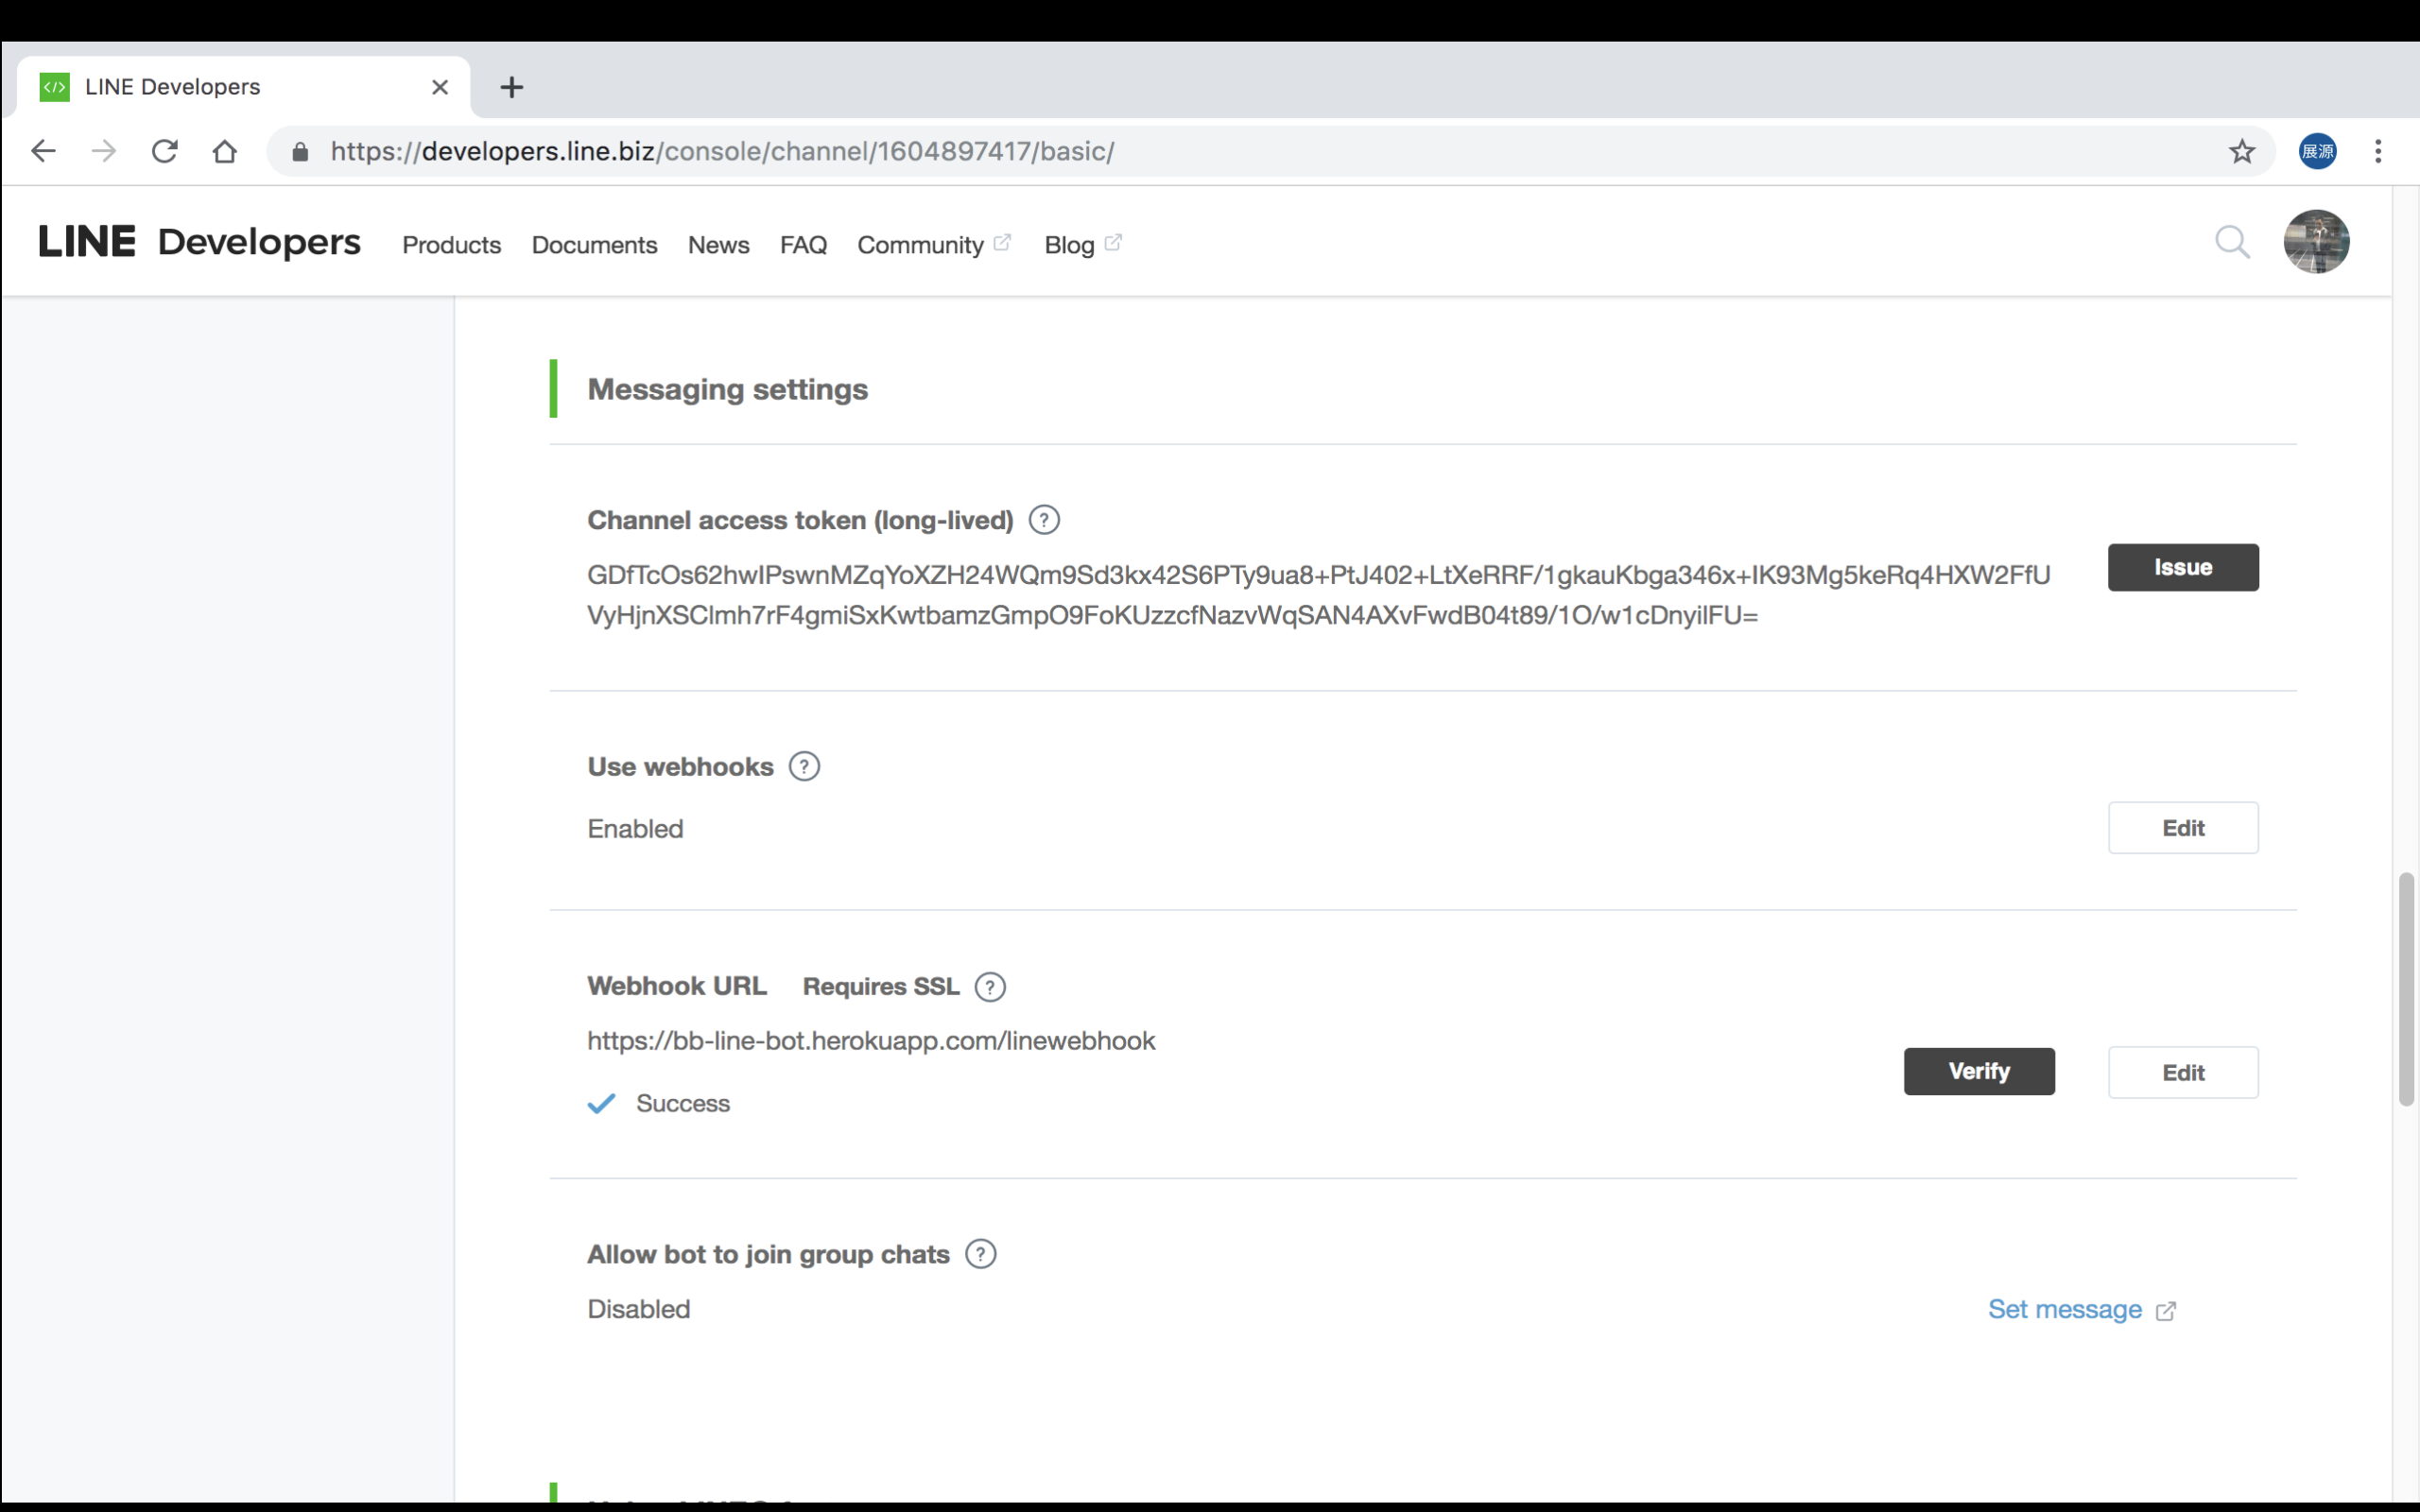 LINE Developers
https://developers.line.biz/console/channel/1604897417/basic/
展源
LINE Developers Products Documents News FAQ Community Blog
Messaging settings
Channel access token (long-lived)
GDfTcOs62hwIPswnMZqYoXZH24WQm9Sd3kx42S6PTy9ua8+PtJ402+LtXeRRF/1gkauKbga346x+IK93Mg5keRq4HXW2FfU
VyHjnXSClmh7rF4gmiSxKwtbamzGmpO9FoKUzzcfNazvWqSAN4AXvFwdB04t89/1O/w1cDnyilFU=
Issue
Use webhooks
Enabled
Edit
Webhook URL Requires SSL
https://bb-line-bot.herokuapp.com/linewebhook
Verify Edit
Success
Allow bot to join group chats
Disabled
Set message